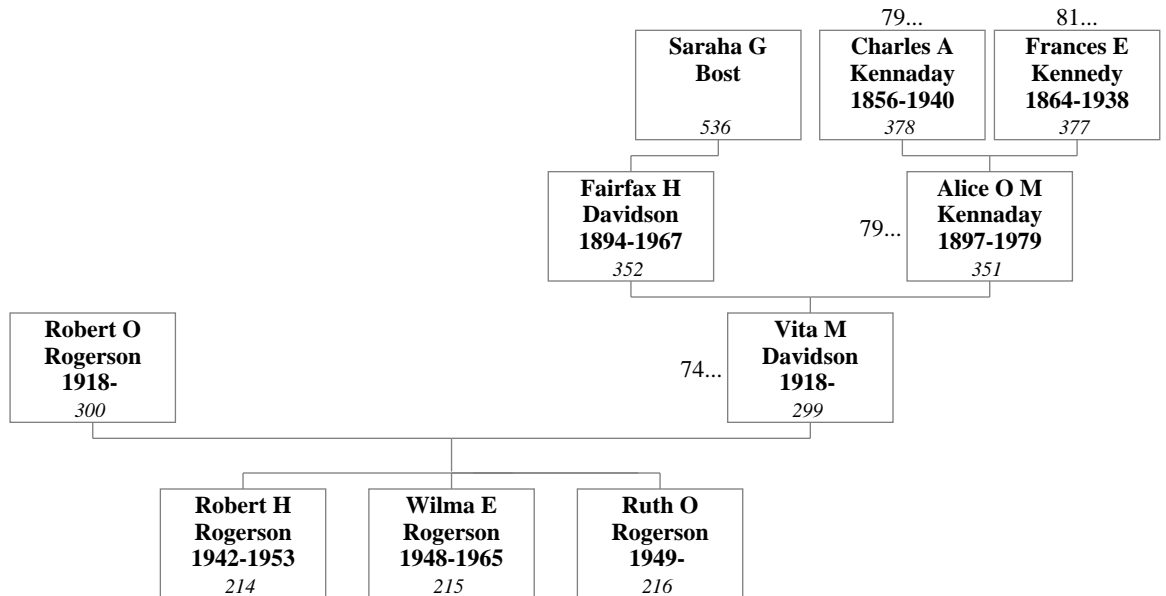 79...
81...
Saraha G
Bost
536
Charles A
Kennaday
1856-1940
378
Frances E
Kennedy
1864-1938
377
Fairfax H
Davidson
1894-1967
352
79...
Alice O M
Kennaday
1897-1979
351
Robert O
Rogerson
1918-
300
74...
Vita M
Davidson
1918-
299
Robert H
Rogerson
1942-1953
214
Wilma E
Rogerson
1948-1965
215
Ruth O
Rogerson
1949-
216